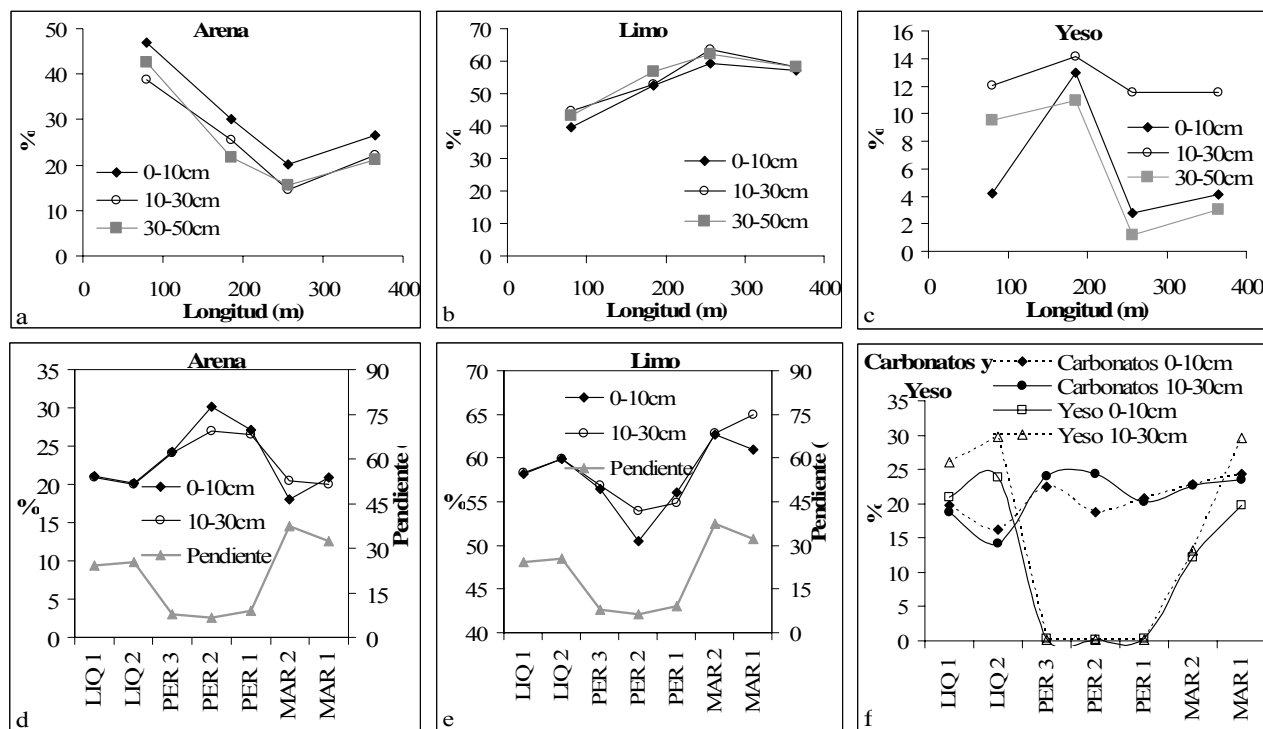 Arena
50
40
30
20
10
0
%
0-10cm
10-30cm
30-50cm
0 100 200 300 400
Longitud (m)
a
Limo
70
60
50
40
30
20
10
0
%
0-10cm
10-30cm
30-50cm
0 100 200 300 400
Longitud (m)
b
Yeso
16
14
12
10
8
6
4
2
0
%
0-10cm
10-30cm
30-50cm
0 100 200 300 400
Longitud (m)
c
Arena
35
30
25
20
15
10
5
0
%
0-10cm
10-30cm
Pendiente
90
75
60
45
30
15
0
Pendiente (
LIQ 1
LIQ 2
PER 3
PER 2
PER 1
MAR 2
MAR 1
d
Limo
70
65
60
55
50
45
40
%
0-10cm
10-30cm
Pendiente
90
75
60
45
30
15
0
Pendiente (
LIQ 1
LIQ 2
PER 3
PER 2
PER 1
MAR 2
MAR 1
e
Carbonatos y
Yeso
Carbonatos 0-10cm
Carbonatos 10-30cm
Yeso 0-10cm
Yeso 10-30cm
35
30
25
20
15
10
5
0
%
LIQ 1
LIQ 2
PER 3
PER 2
PER 1
MAR 2
MAR 1
f